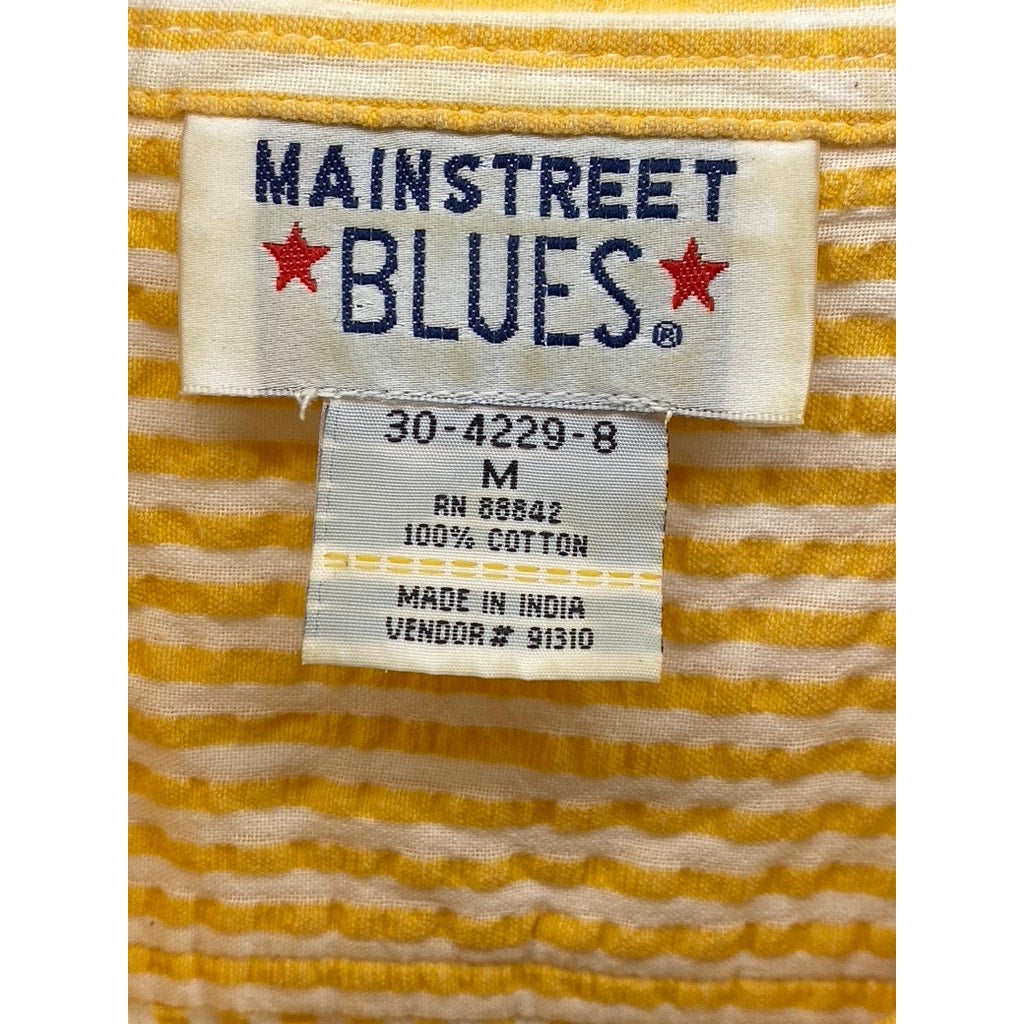 MAINSTREET
BLUES®
30-4229-8
M
RN 88842
100% COTTON
MADE IN INDIA
VENDOR# 91310